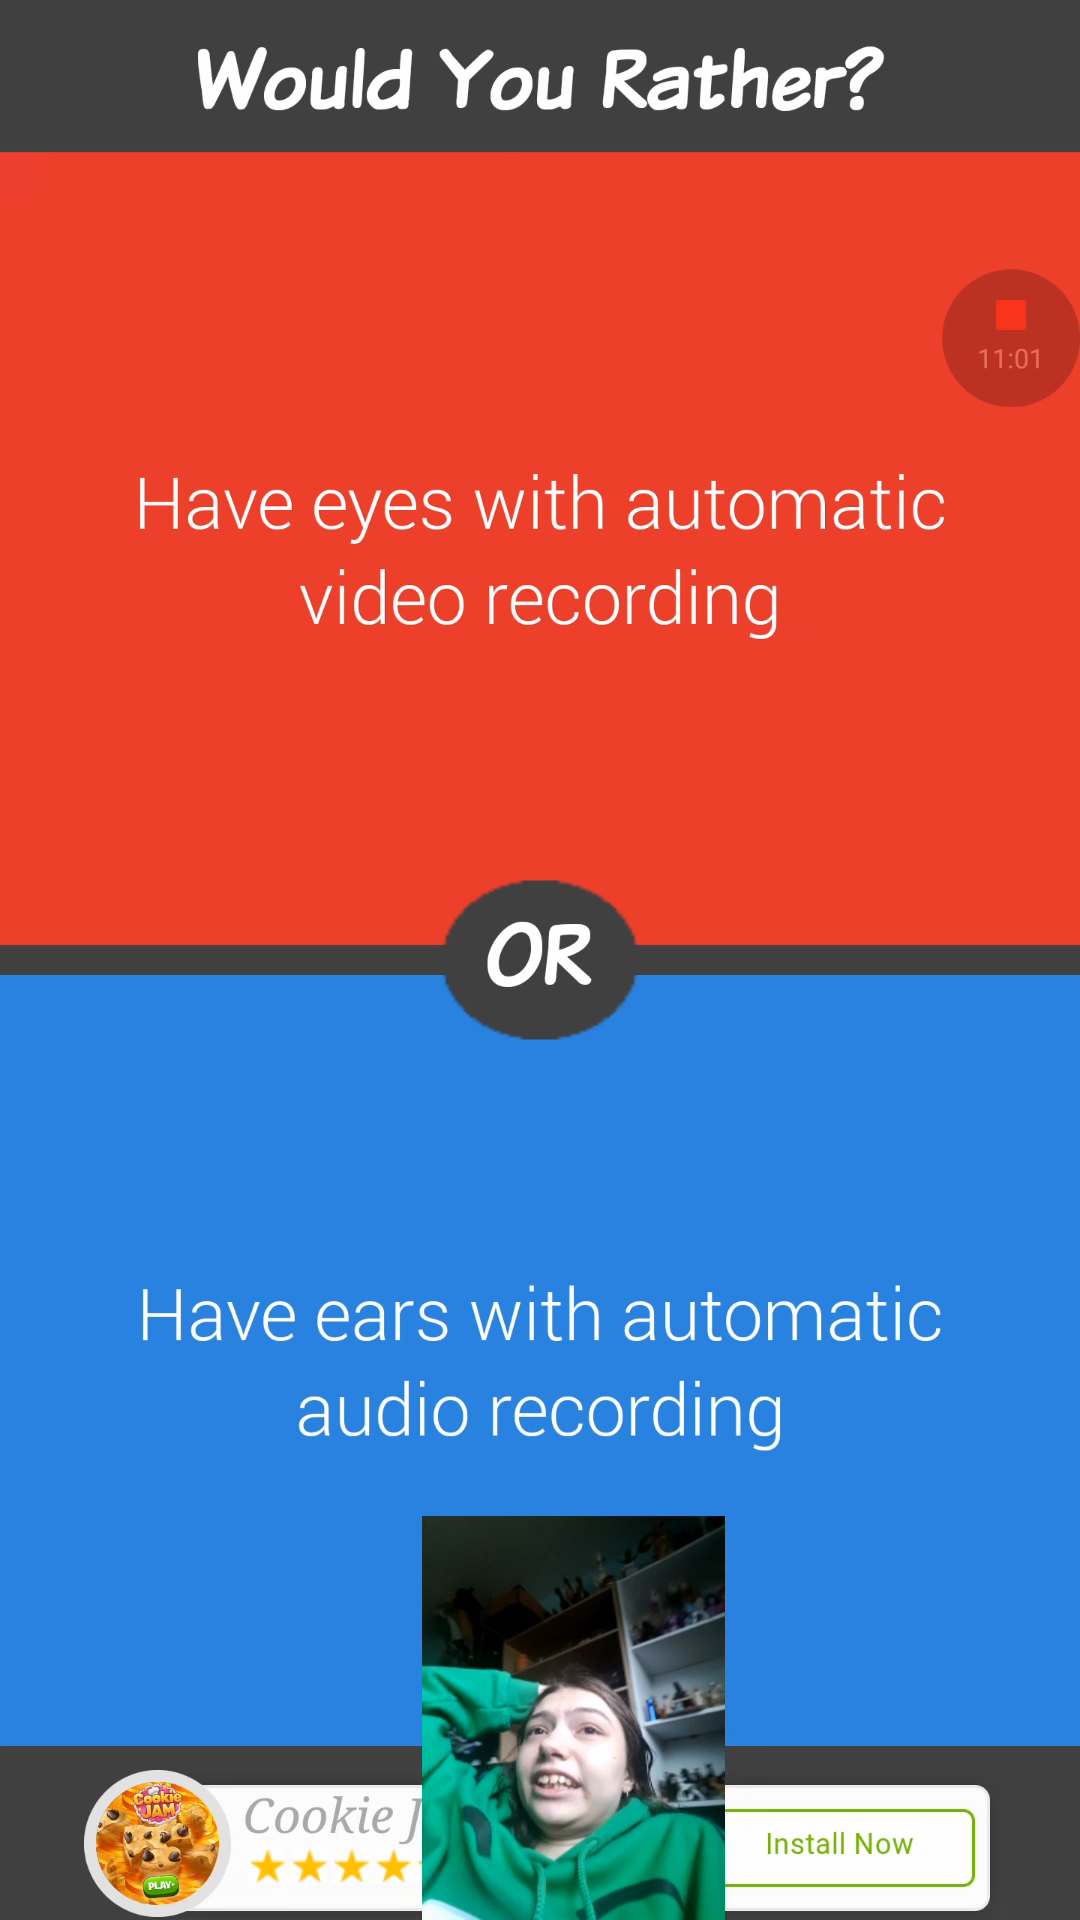 Would You Rather?
11:01
Have eyes with automatic
video recording
OR
Have ears with automatic
audio recording
Cookie J
Cookie
JAM
PLAY
Install Now